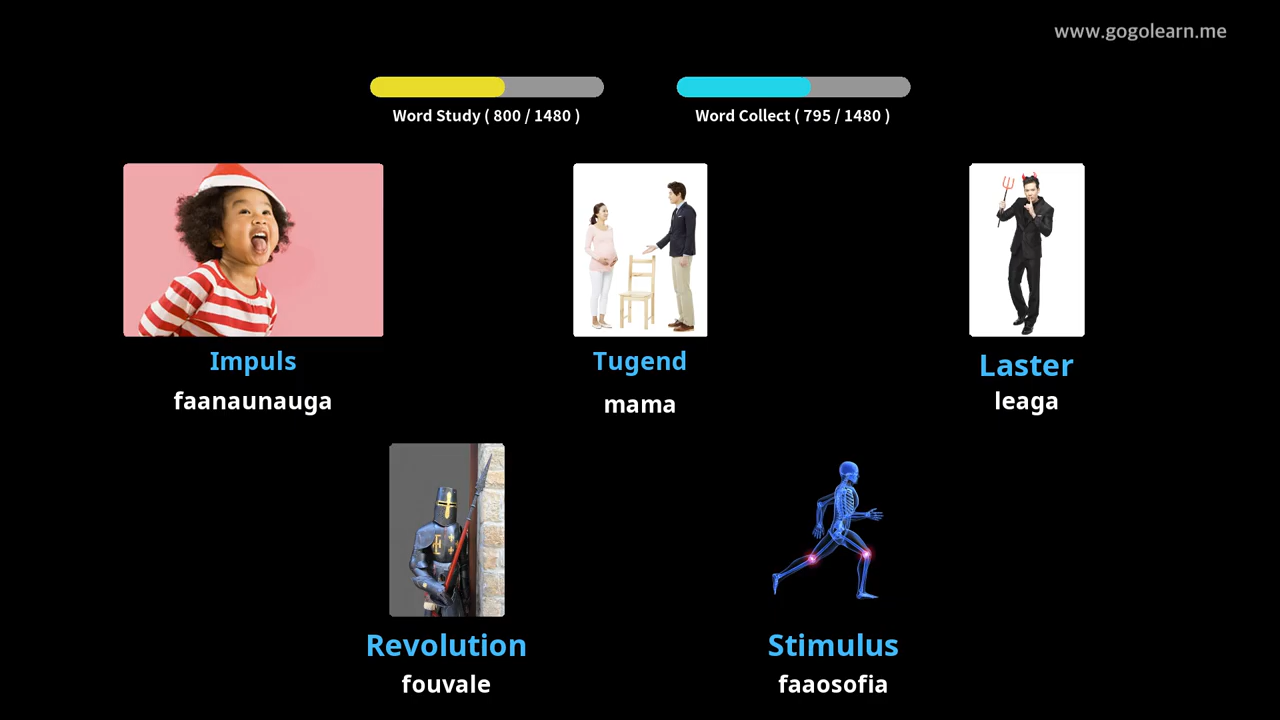 www.gogolearn.me
Word Study ( 800 / 1480 )
Word Collect ( 795 / 1480 )
Impuls
faanaunauga
Tugend
mama
Laster
leaga
Revolution
fouvale
Stimulus
faaosofia